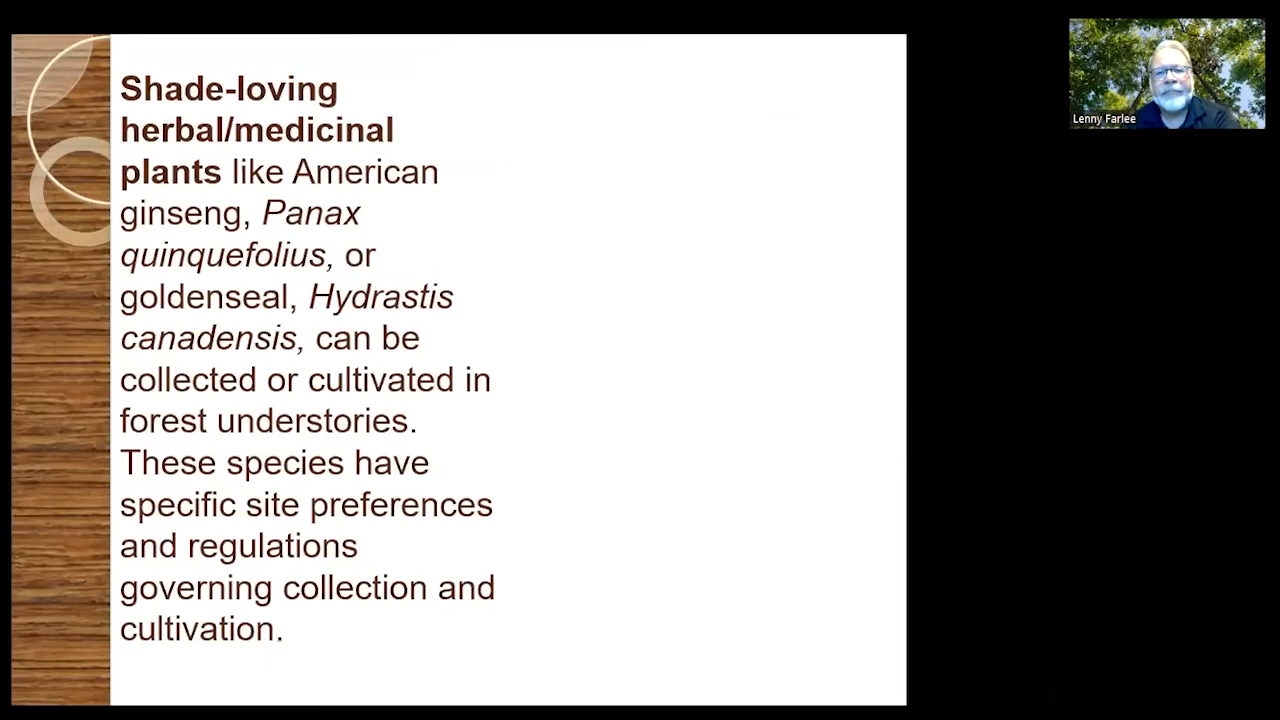 Shade-loving
herbal/medicinal
plants like American
ginseng, Panax
quinquefolius, or
goldenseal, Hydrastis
canadensis, can be
collected or cultivated in
forest understories.
These species have
specific site preferences
and regulations
governing collection and
cultivation.
Lenny Farlee